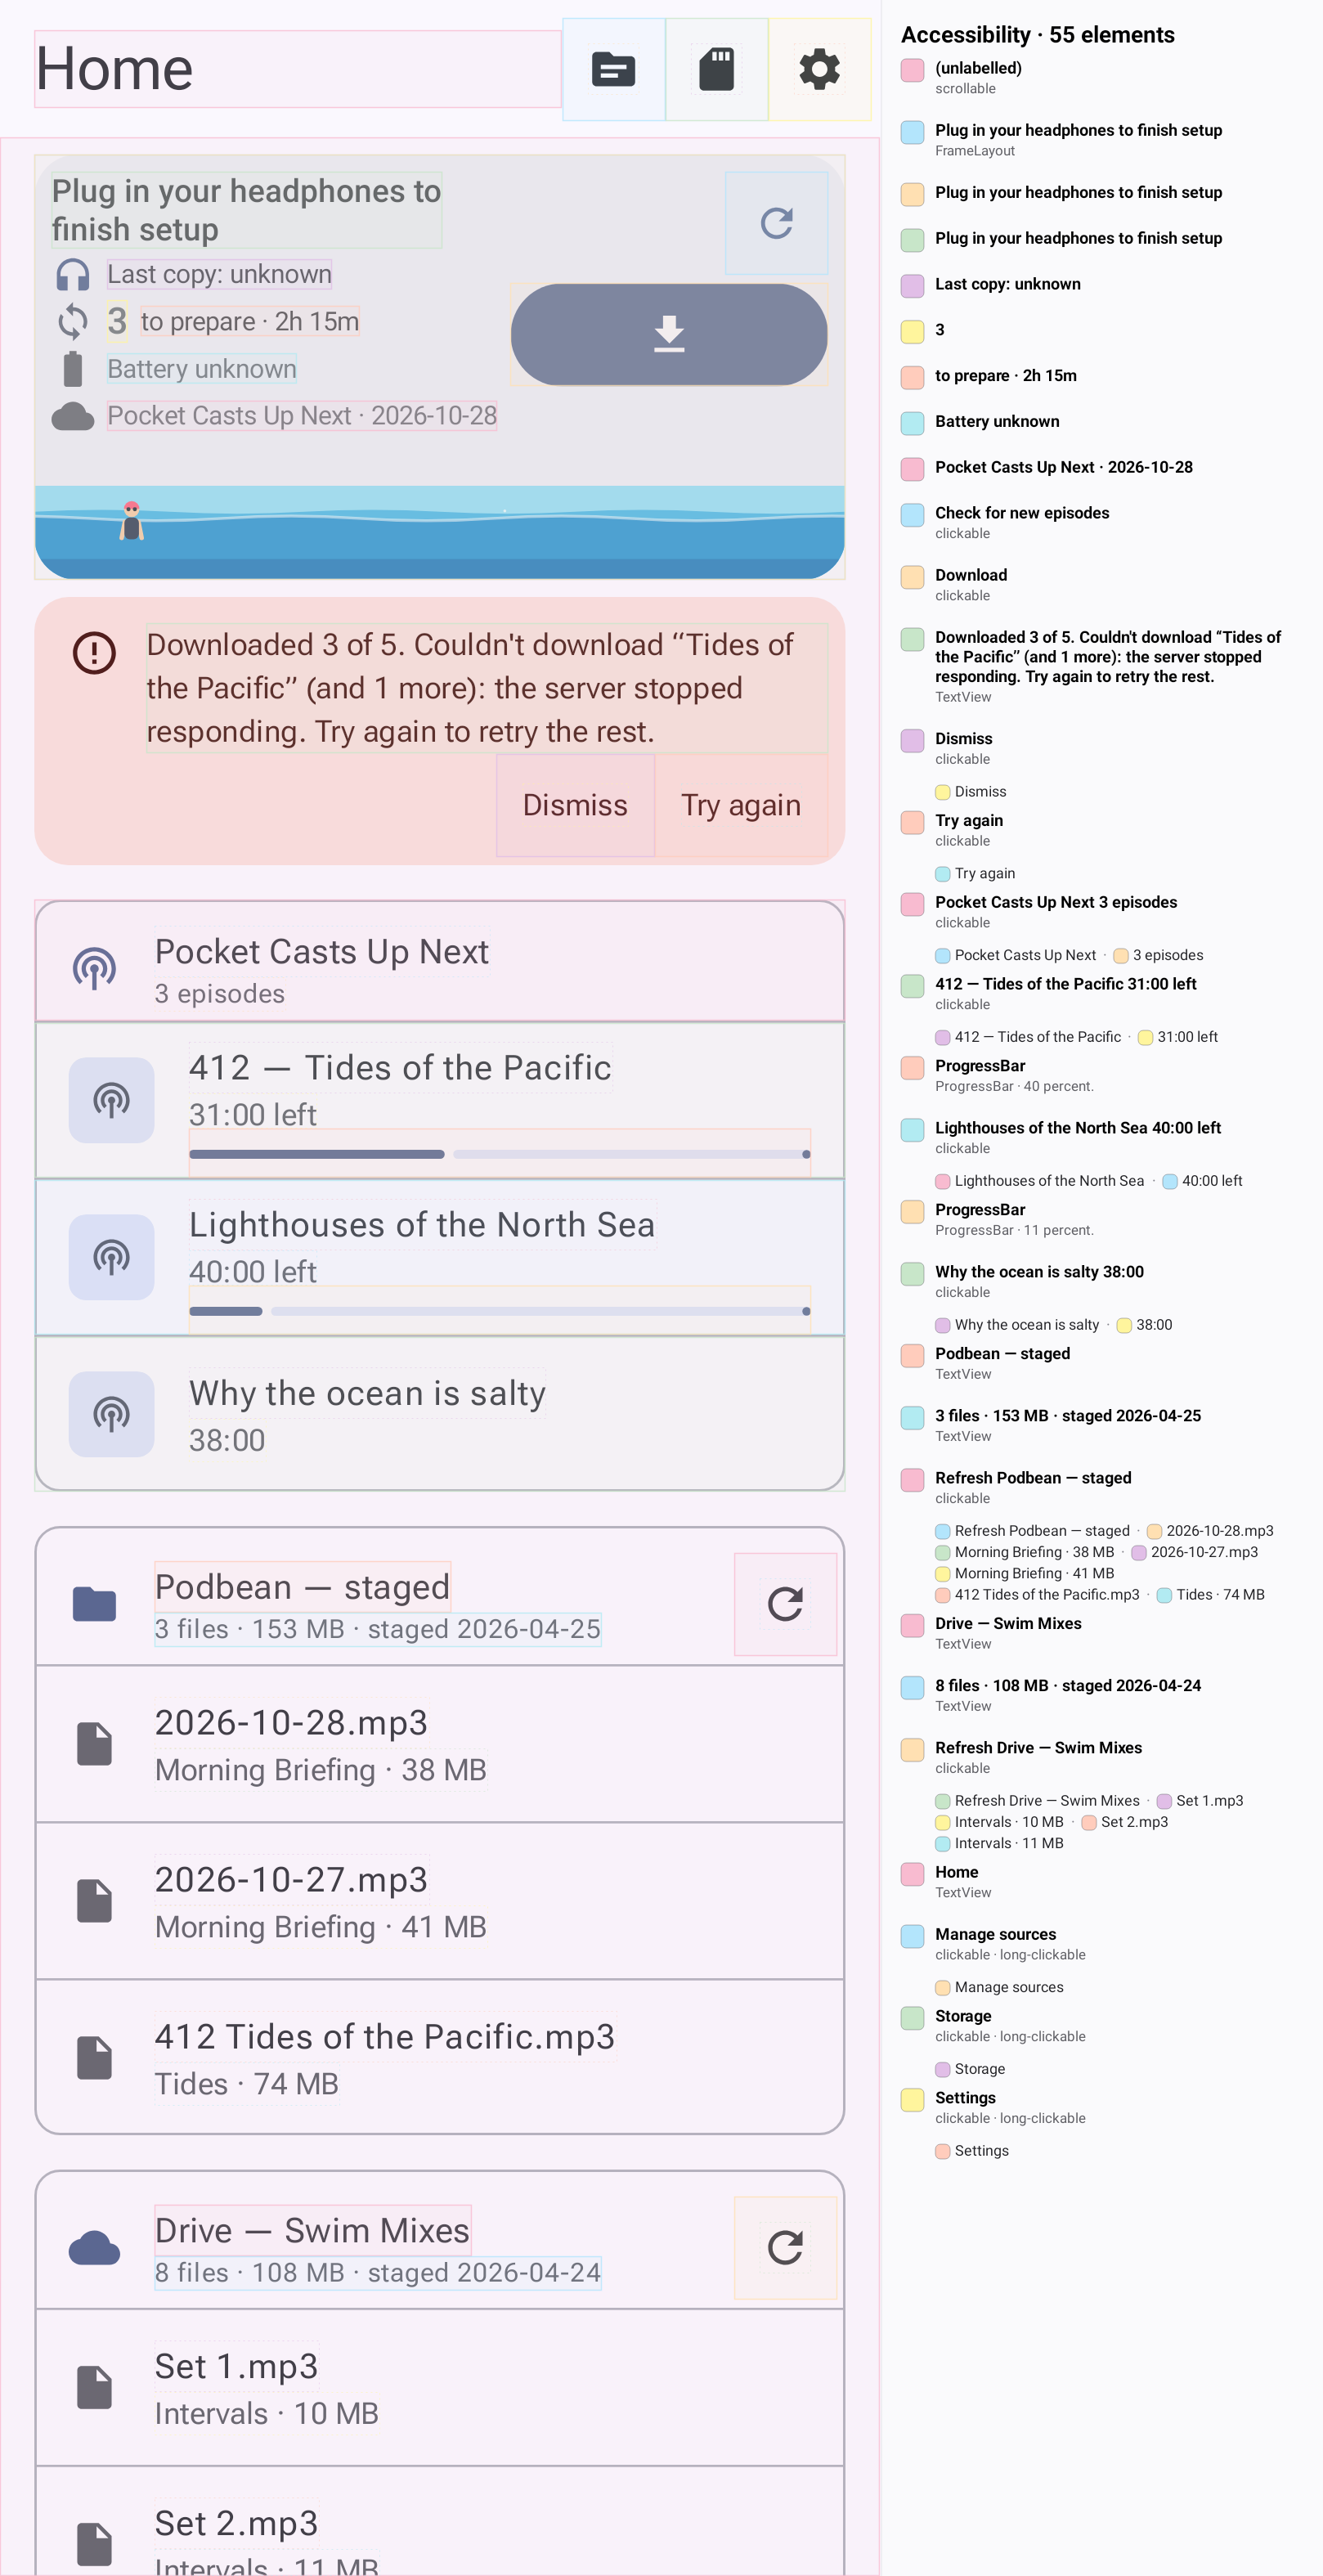 Home
Plug in your headphones to
finish setup
Last copy: unknown
3 to prepare · 2h 15m
Battery unknown
Pocket Casts Up Next · 2026-10-28
Downloaded 3 of 5. Couldn't download “Tides of
the Pacific” (and 1 more): the server stopped
responding. Try again to retry the rest.
Dismiss Try again
Pocket Casts Up Next
3 episodes
412 — Tides of the Pacific
31:00 left
Lighthouses of the North Sea
40:00 left
Why the ocean is salty
38:00
Podbean — staged
3 files · 153 MB · staged 2026-04-25
2026-10-28.mp3
Morning Briefing · 38 MB
2026-10-27.mp3
Morning Briefing · 41 MB
412 Tides of the Pacific.mp3
Tides · 74 MB
Drive — Swim Mixes
8 files · 108 MB · staged 2026-04-24
Set 1.mp3
Intervals · 10 MB
Set 2.mp3
Intervals · 11 MB
Accessibility · 55 elements
(unlabelled)
scrollable
Plug in your headphones to finish setup
FrameLayout
Plug in your headphones to finish setup
Plug in your headphones to finish setup
Last copy: unknown
3
to prepare · 2h 15m
Battery unknown
Pocket Casts Up Next · 2026-10-28
Check for new episodes
clickable
Download
clickable
Downloaded 3 of 5. Couldn't download “Tides of
the Pacific” (and 1 more): the server stopped
responding. Try again to retry the rest.
TextView
Dismiss
clickable
Dismiss
Try again
clickable
Try again
Pocket Casts Up Next 3 episodes
clickable
Pocket Casts Up Next · 3 episodes
412 — Tides of the Pacific 31:00 left
clickable
412 — Tides of the Pacific · 31:00 left
ProgressBar
ProgressBar · 40 percent.
Lighthouses of the North Sea 40:00 left
clickable
Lighthouses of the North Sea · 40:00 left
ProgressBar
ProgressBar · 11 percent.
Why the ocean is salty 38:00
clickable
Why the ocean is salty · 38:00
Podbean — staged
TextView
3 files · 153 MB · staged 2026-04-25
TextView
Refresh Podbean — staged
clickable
Refresh Podbean — staged · 2026-10-28.mp3
Morning Briefing · 38 MB · 2026-10-27.mp3
Morning Briefing · 41 MB
412 Tides of the Pacific.mp3 · Tides · 74 MB
Drive — Swim Mixes
TextView
8 files · 108 MB · staged 2026-04-24
TextView
Refresh Drive — Swim Mixes
clickable
Refresh Drive — Swim Mixes · Set 1.mp3
Intervals · 10 MB · Set 2.mp3
Intervals · 11 MB
Home
TextView
Manage sources
clickable · long-clickable
Manage sources
Storage
clickable · long-clickable
Storage
Settings
clickable · long-clickable
Settings